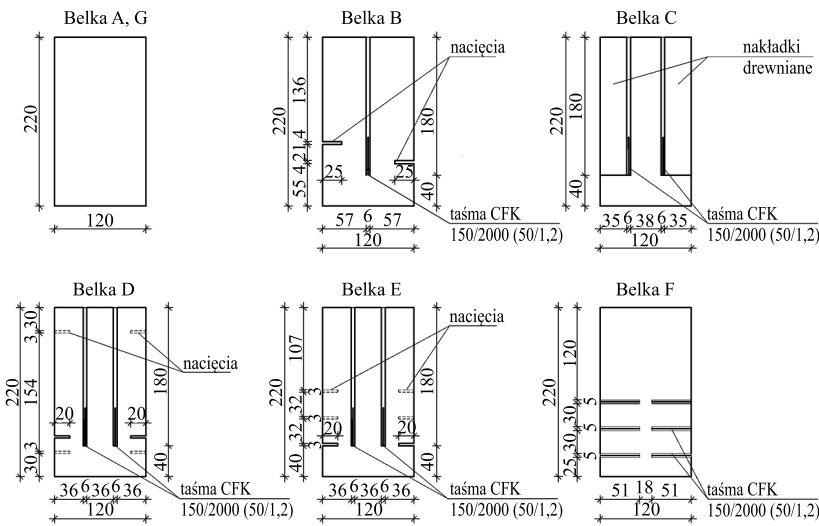 Belka A, G
220
120
Belka B
nacięcia
220
136
4
21
4
55
180
40
25
25
57 6 57
120
taśma CFK
150/2000 (50/1,2)
Belka C
nakładki
drewniane
220
180
40
35 6 38 6 35
120
taśma CFK
150/2000 (50/1,2)
Belka D
nacięcia
220
30
3
154
3
30
180
40
20
20
36 6 36 6 36
120
taśma CFK
150/2000 (50/1,2)
Belka E
nacięcia
220
107
3
32
3
32
3
40
180
40
20
20
36 6 36 6 36
120
taśma CFK
150/2000 (50/1,2)
Belka F
220
120
5
30
5
30
5
25
51 18 51
120
taśma CFK
150/2000 (50/1,2)